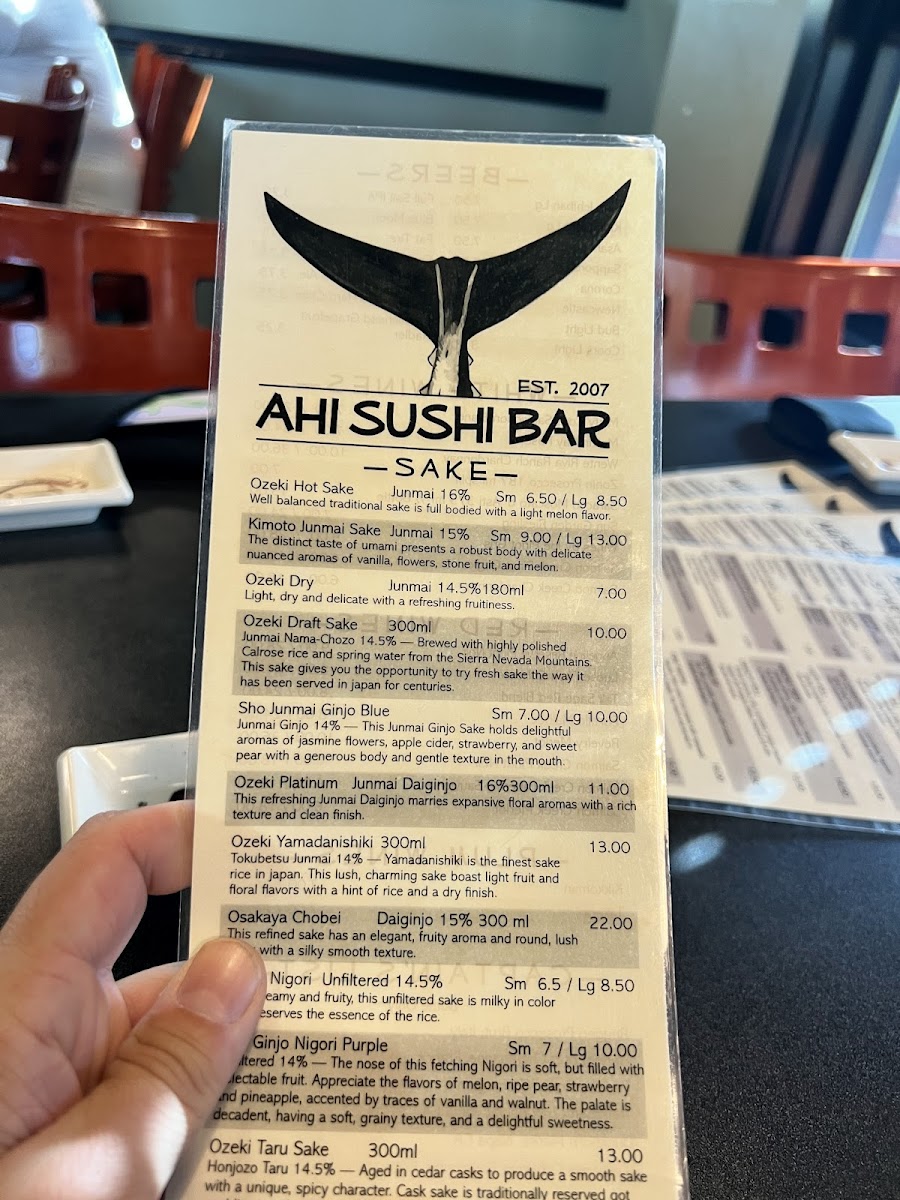 EST. 2007
AHI SUSHI BAR
—SAKE—
Ozeki Hot Sake Junmai 16% Sm 6.50 / Lg 8.50
Well balanced traditional sake is full bodied with a light melon flavor.
Kimoto Junmai Sake Junmai 15% Sm 9.00 / Lg 13.00
The distinct taste of umami presents a robust body with delicate
nuanced aromas of vanilla, flowers, stone fruit, and melon.
Ozeki Dry Junmai 14.5%180ml 7.00
Light, dry and delicate with a refreshing fruitiness.
Ozeki Draft Sake 300ml 10.00
Junmai Nama-Chozo 14.5% — Brewed with highly polished
Calrose rice and spring water from the Sierra Nevada Mountains.
This sake gives you the opportunity to try fresh sake the way it
has been served in japan for centuries.
Sho Junmai Ginjo Blue Sm 7.00 / Lg 10.00
Junmai Ginjo 14% — This Junmai Ginjo Sake holds delightful
aromas of jasmine flowers, apple cider, strawberry, and sweet
pear with a generous body and gentle texture in the mouth.
Ozeki Platinum Junmai Daiginjo 16%300ml 11.00
This refreshing Junmai Daiginjo marries expansive floral aromas with a rich
texture and clean finish.
Ozeki Yamadanishiki 300ml 13.00
Tokubetsu Junmai 14% — Yamadanishiki is the finest sake
rice in japan. This lush, charming sake boast light fruit and
floral flavors with a hint of rice and a dry finish.
Osakaya Chobei Daiginjo 15% 300 ml 22.00
This refined sake has an elegant, fruity aroma and round, lush
with a silky smooth texture.
Nigori Unfiltered 14.5% Sm 6.5 / Lg 8.50
and fruity, this unfiltered sake is milky in color
the essence of the rice.
Ginjo Nigori Purple Sm 7 / Lg 10.00
14% — The nose of this fetching Nigori is soft, but filled with
fruit. Appreciate the flavors of melon, ripe pear, strawberry
and pineapple, accented by traces of vanilla and walnut. The palate is
decadent, having a soft, grainy texture, and a delightful sweetness.
Ozeki Taru Sake 300ml 13.00
Honjozo Taru 14.5% — Aged in cedar casks to produce a smooth sake
with a unique, spicy character. Cask sake is traditionally reserved got